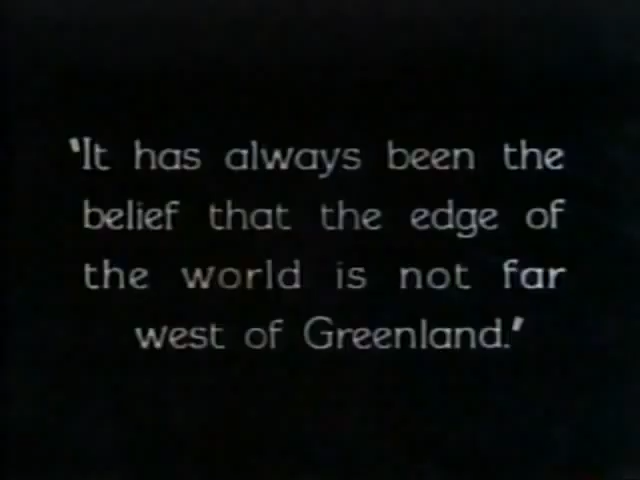 "It has always been the
belief that the edge of
the world is not far
west of Greenland."